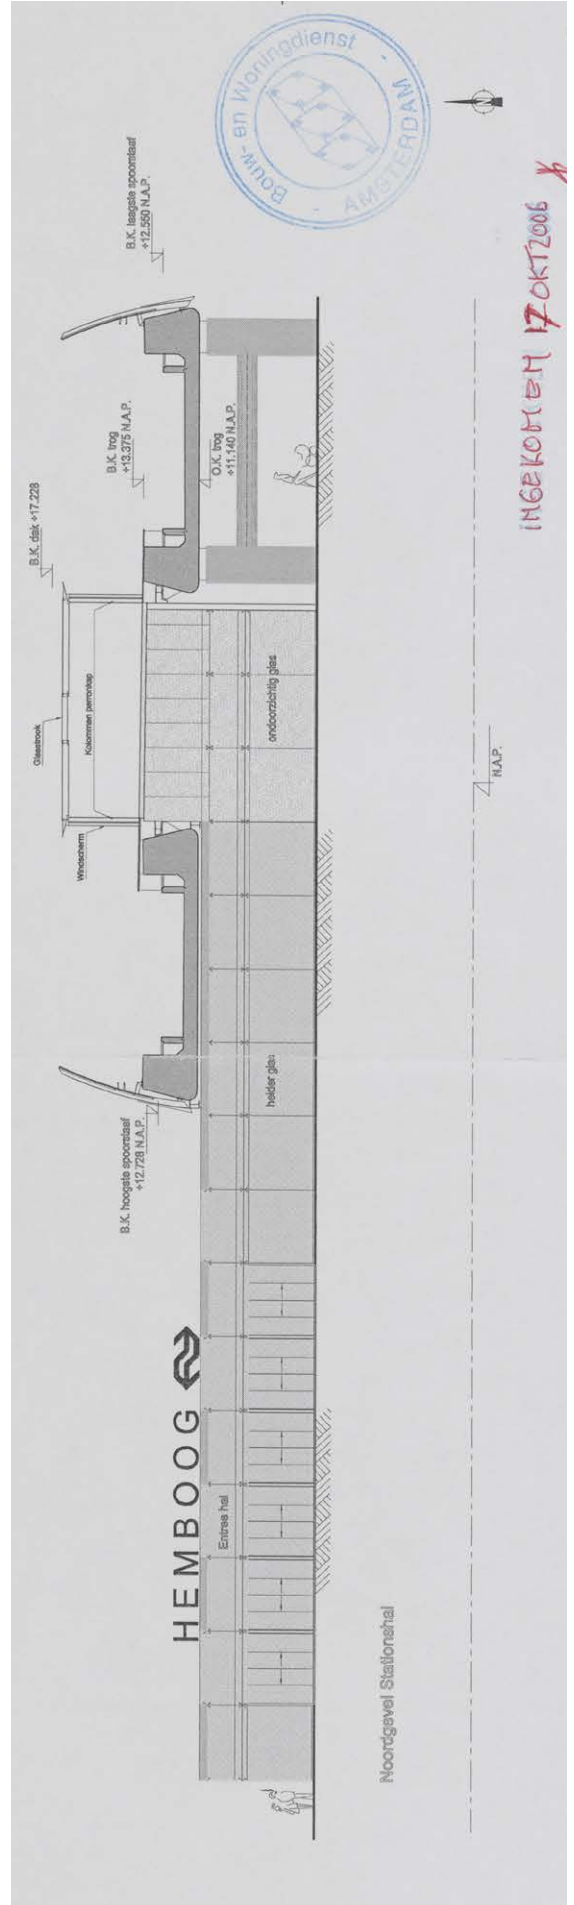 B.K. dak +17.228
Glasstrook
Kolommen perronkap
Windscherm
B.K. laagste spoorstaaf
+12.550 N.A.P.
B.K. trog
+13.375 N.A.P.
O.K. trog
+11.140 N.A.P.
B.K. hoogste spoorstaaf
+12.728 N.A.P.
HEMBOOG
Entree hal
helder glas
ondoorzichtig glas
N.A.P.
Noordgevel Stationshal
Bouw- en Woningdienst - AMSTERDAM -
N
INGEKOMEN 17 OKT 2006